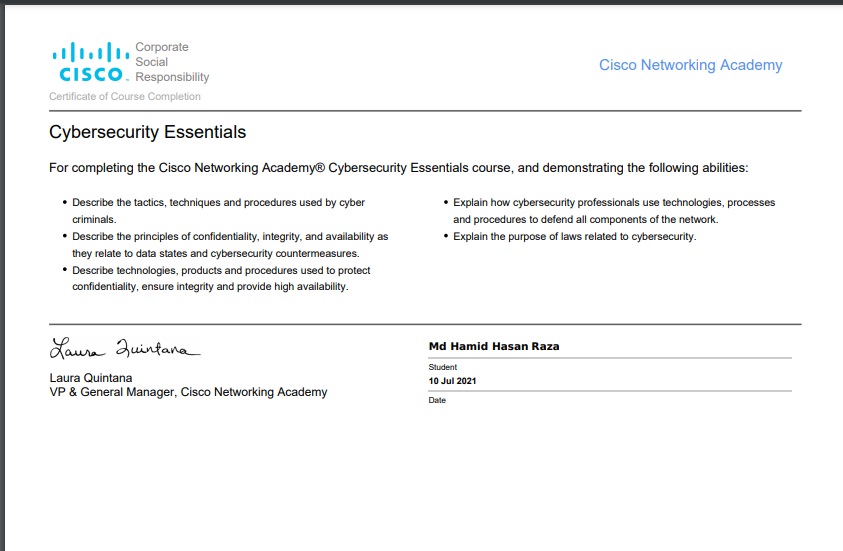 Corporate
Social
CISCO Responsibility
Cisco Networking Academy
Certificate of Course Completion
Cybersecurity Essentials
For completing the Cisco Networking Academy® Cybersecurity Essentials course, and demonstrating the following abilities:
• Describe the tactics, techniques and procedures used by cyber
criminals.
• Describe the principles of confidentiality, integrity, and availability as
they relate to data states and cybersecurity countermeasures.
• Describe technologies, products and procedures used to protect
confidentiality, ensure integrity and provide high availability.
• Explain how cybersecurity professionals use technologies, processes
and procedures to defend all components of the network.
• Explain the purpose of laws related to cybersecurity.
Laura Quintana
Laura Quintana
VP & General Manager, Cisco Networking Academy
Md Hamid Hasan Raza
Student
10 Jul 2021
Date